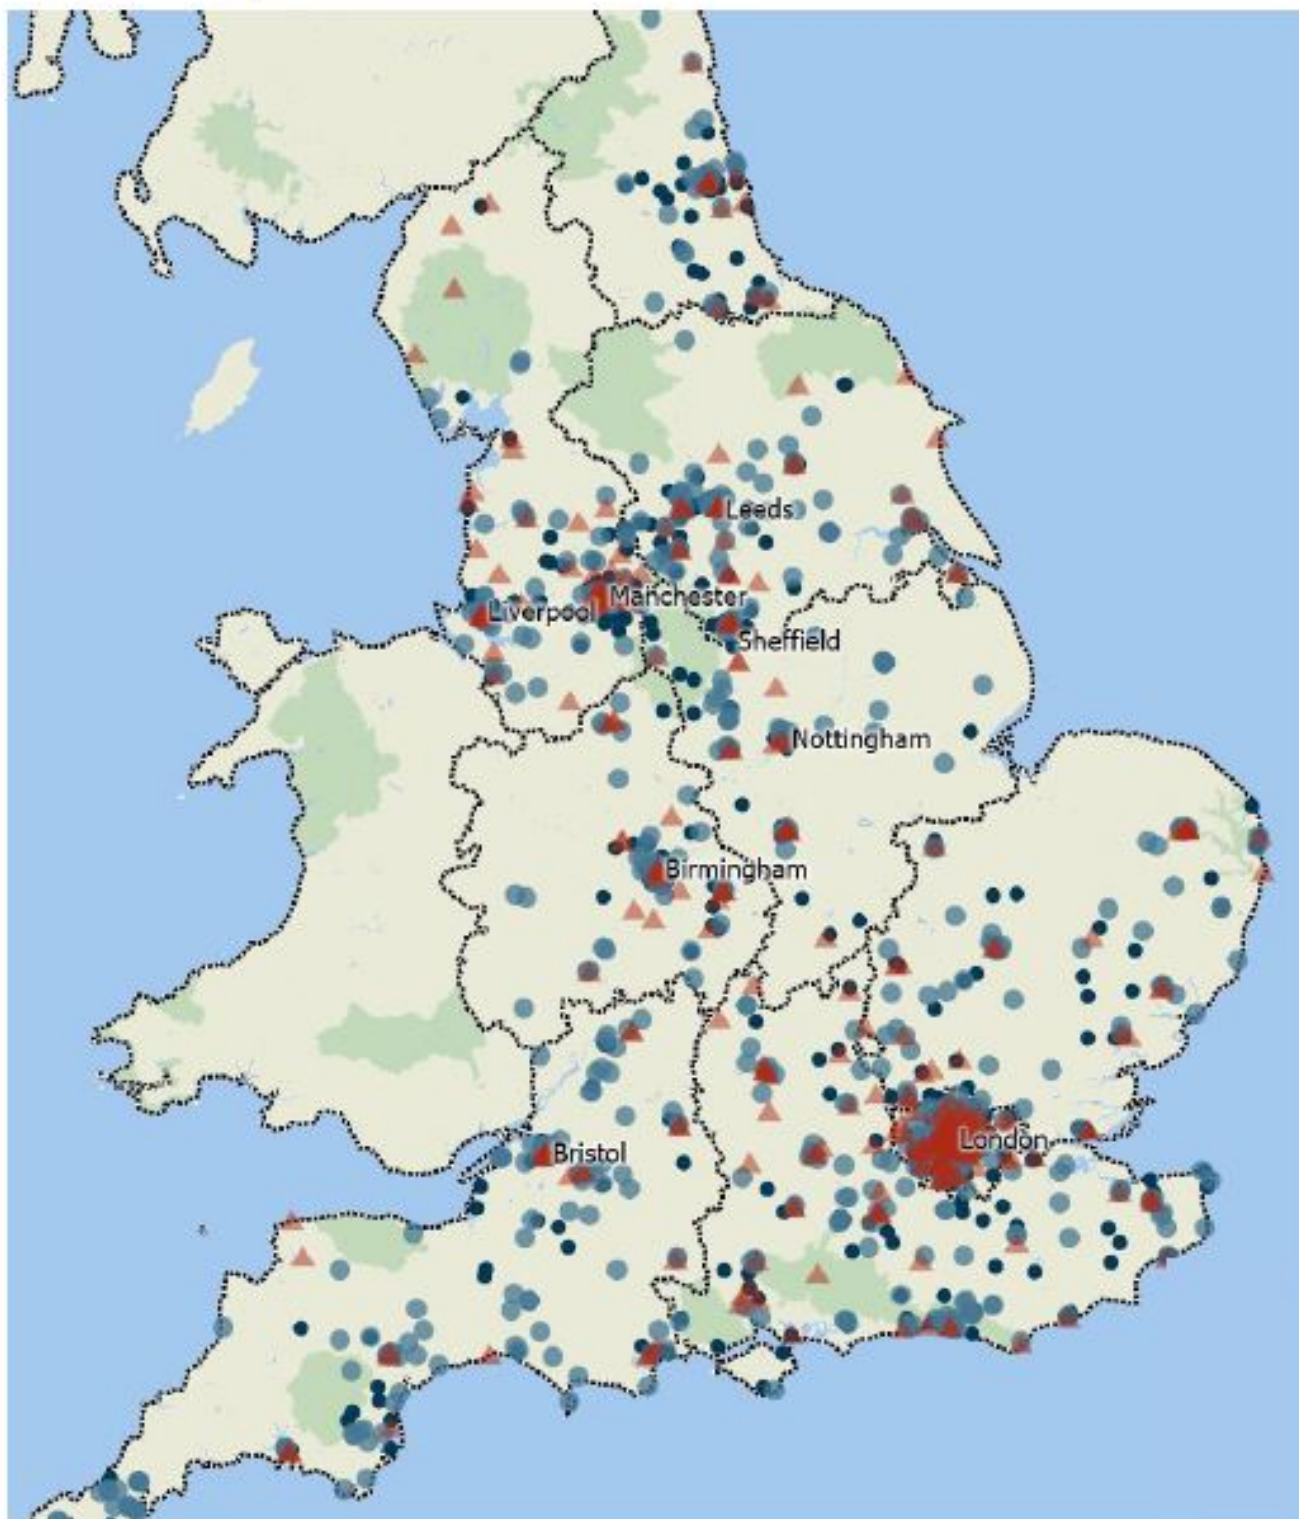 Leeds
Manchester
Liverpool
Sheffield
Nottingham
Birmingham
London
Bristol